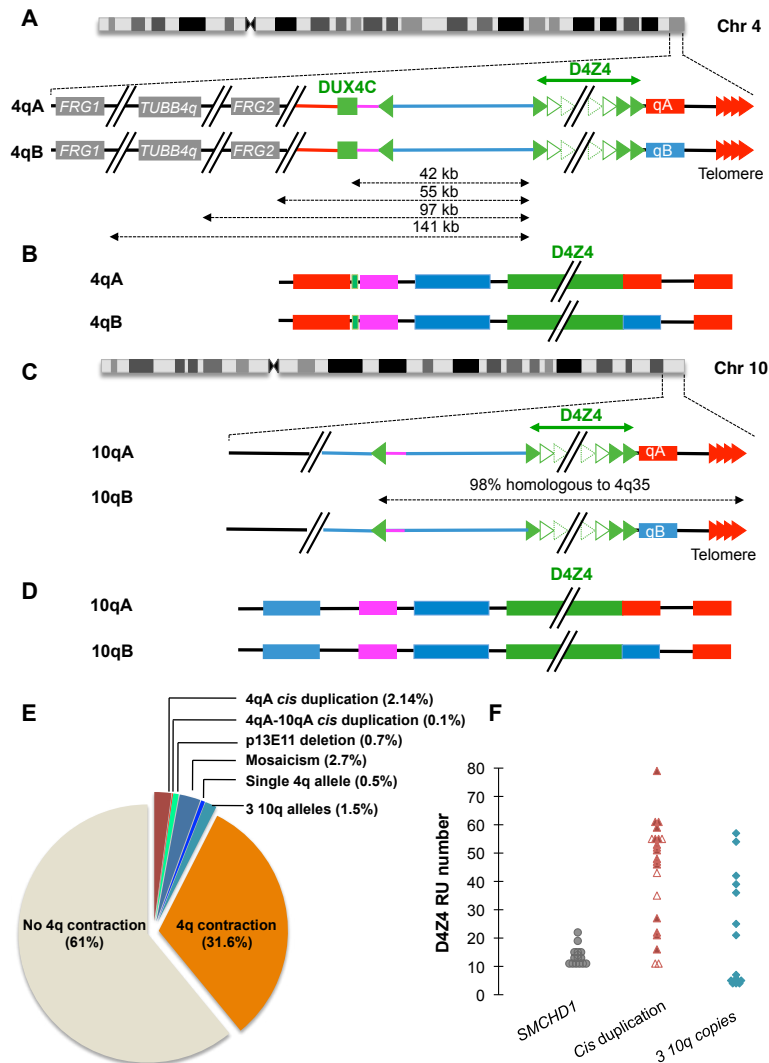 A
Chr 4
D4Z4
DUX4C
4qA FRG1 TUBB4q FRG2 qA
4qB FRG1 TUBB4q FRG2 qB
Telomere
42 kb
55 kb
97 kb
141 kb
B
D4Z4
4qA
4qB
C
Chr 10
D4Z4
10qA qA
98% homologous to 4q35
10qB
qB
Telomere
D
D4Z4
10qA
10qB
E
4qA cis duplication (2.14%)
4qA-10qA cis duplication (0.1%)
p13E11 deletion (0.7%)
Mosaicism (2.7%)
Single 4q allele (0.5%)
3 10q alleles (1.5%)
No 4q contraction
(61%)
4q contraction
(31.6%)
F
D4Z4 RU number
80
70
60
50
40
30
20
10
0
SMCHD1
Cis duplication
3 10q copies